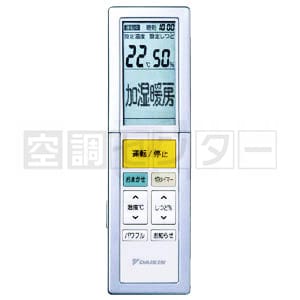 運転 時刻 10:00
設定温度 設定しつど
22℃ 50%
加湿暖房
空調センター
運転/停止
おまかせ 切タイマー
温度℃ しつど%
パワフル お知らせ
DAIKIN